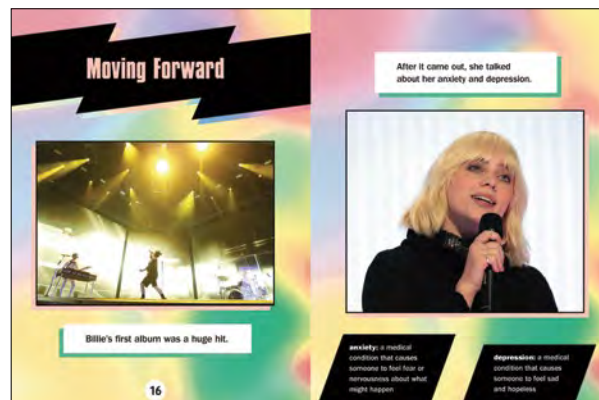 Moving Forward
Billie's first album was a huge hit.
16
After it came out, she talked
about her anxiety and depression.
anxiety: a medical
condition that causes
someone to feel fear or
nervousness about what
might happen
depression: a medical
condition that causes
someone to feel sad
and hopeless